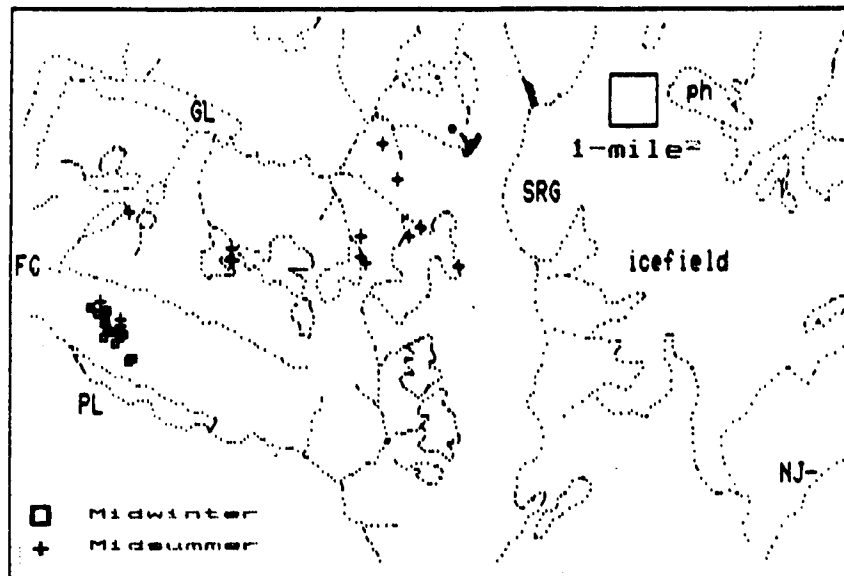 ph
GL
1-mile²
SRG
FC
icefield
PL
NJ-
Midwinter
Midsummer